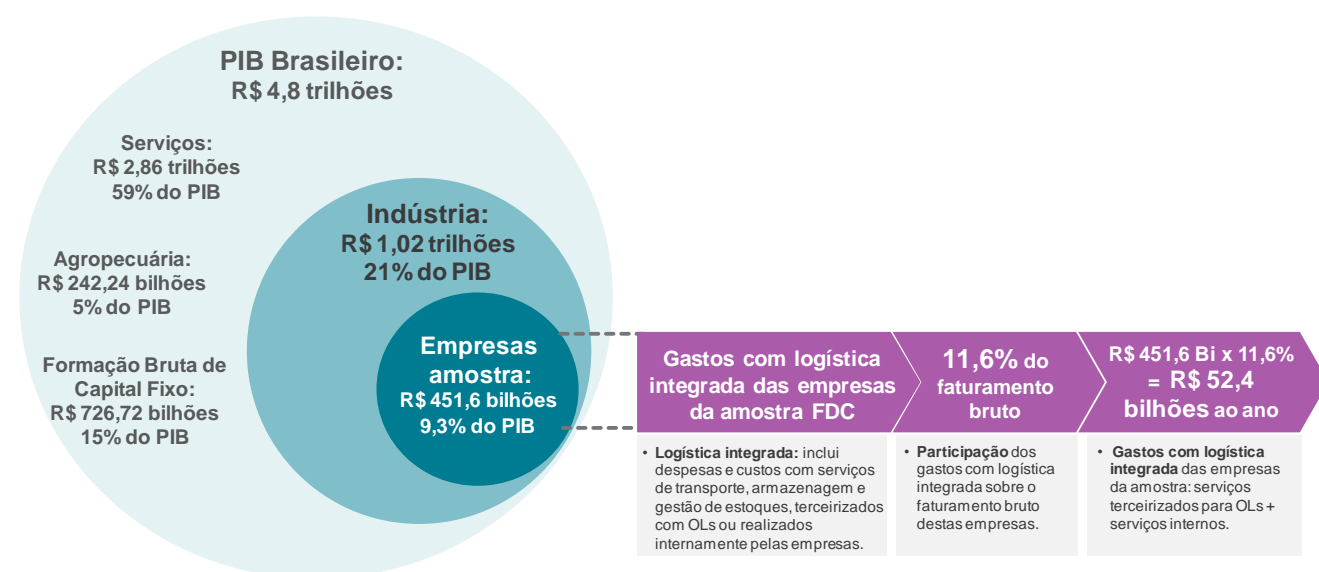 PIB Brasileiro:
R$ 4,8 trilhões
Serviços:
R$ 2,86 trilhões
59% do PIB
Agropecuária:
R$ 242,24 bilhões
5% do PIB
Formação Bruta de
Capital Fixo:
R$ 726,72 bilhões
15% do PIB
Indústria:
R$ 1,02 trilhões
21% do PIB
Empresas
amostra:
R$ 451,6 bilhões
9,3% do PIB
Gastos com logística
integrada das empresas
da amostra FDC
• Logística integrada: inclui
despesas e custos com serviços
de transporte, armazenagem e
gestão de estoques, terceirizados
com OLs ou realizados
internamente pelas empresas.
11,6% do
faturamento
bruto
• Participação dos
gastos com logística
integrada sobre o
faturamento bruto
destas empresas.
R$ 451,6 Bi x 11,6%
= R$ 52,4
bilhões ao ano
• Gastos com logística
integrada das empresas
da amostra: serviços
terceirizados para OLs +
serviços internos.